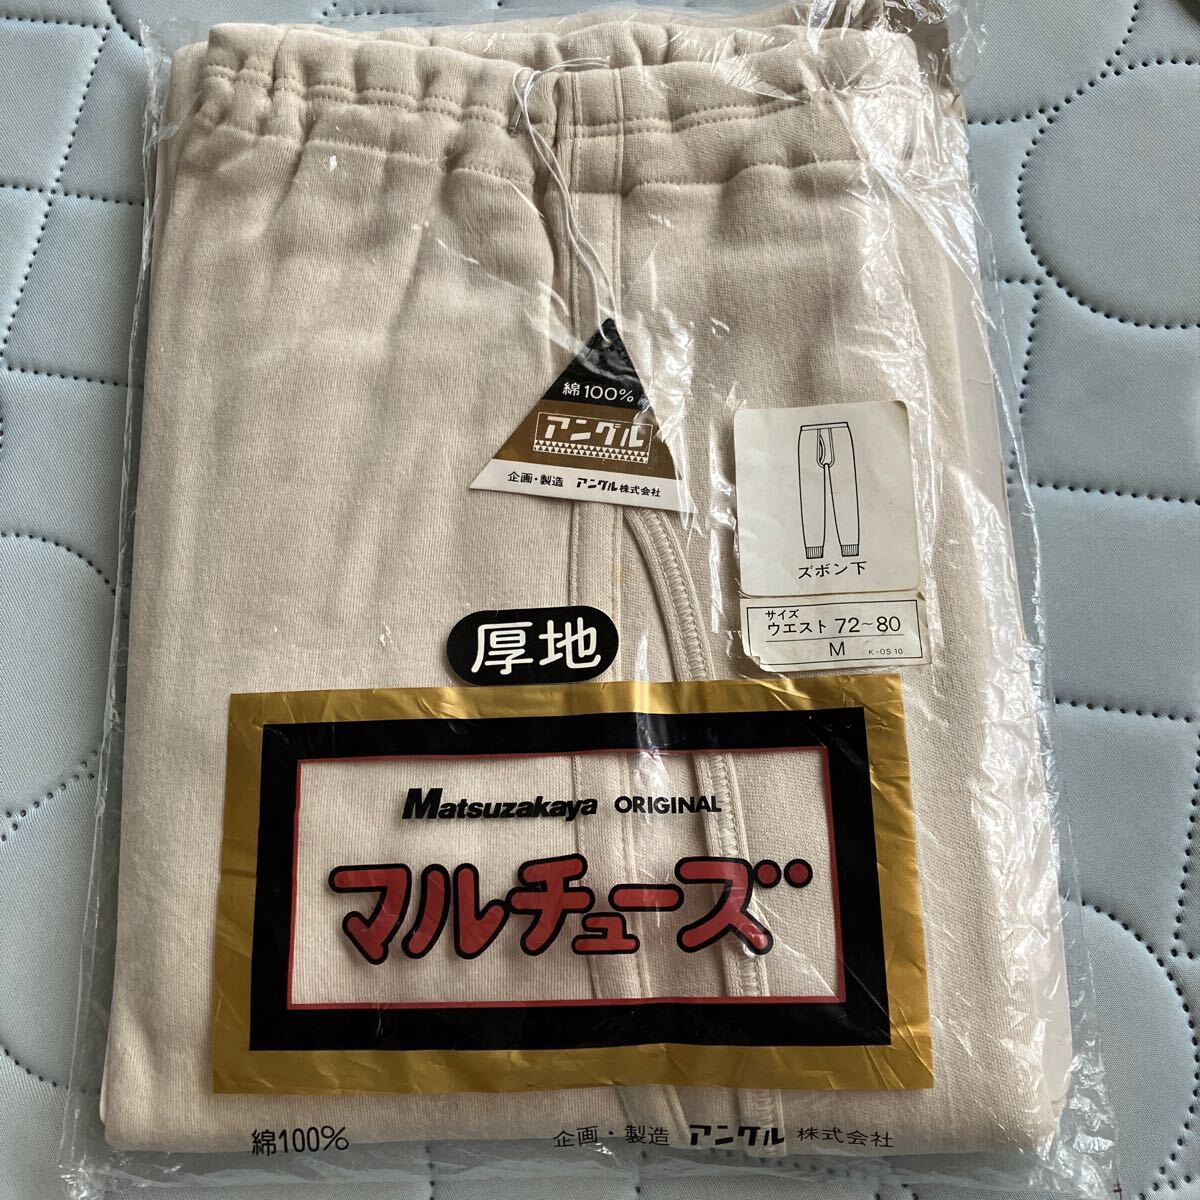 綿100%
アングル
企画・製造 アングル株式会社
ズボン下
サイズ
ウエスト 72~80
M K-OS 10
厚地
Matsuzakaya ORIGINAL
マルチューズ
綿100%
企画・製造 アングル 株式会社